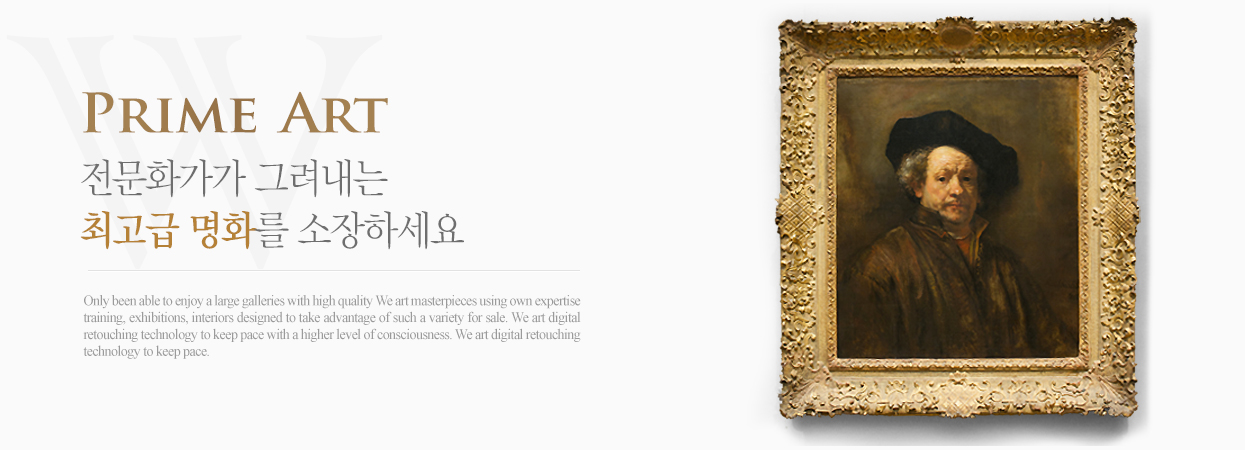 PRIME ART
전문화가가 그려내는
최고급 명화를 소장하세요
Only been able to enjoy a large galleries with high quality We art masterpieces using own expertise
training, exhibitions, interiors designed to take advantage of such a variety for sale. We art digital
retouching technology to keep pace with a higher level of consciousness. We art digital retouching
technology to keep pace.